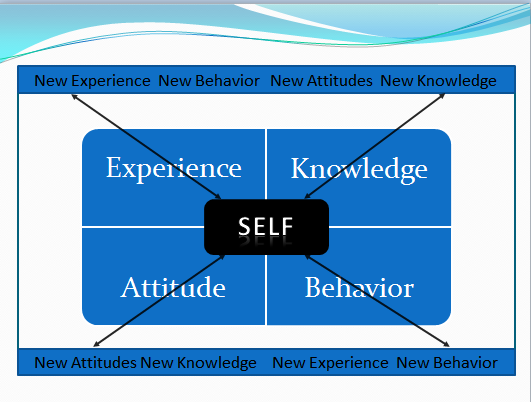 New Experience New Behavior New Attitudes New Knowledge
Experience Knowledge
SELF
Attitude Behavior
New Attitudes New Knowledge New Experience New Behavior